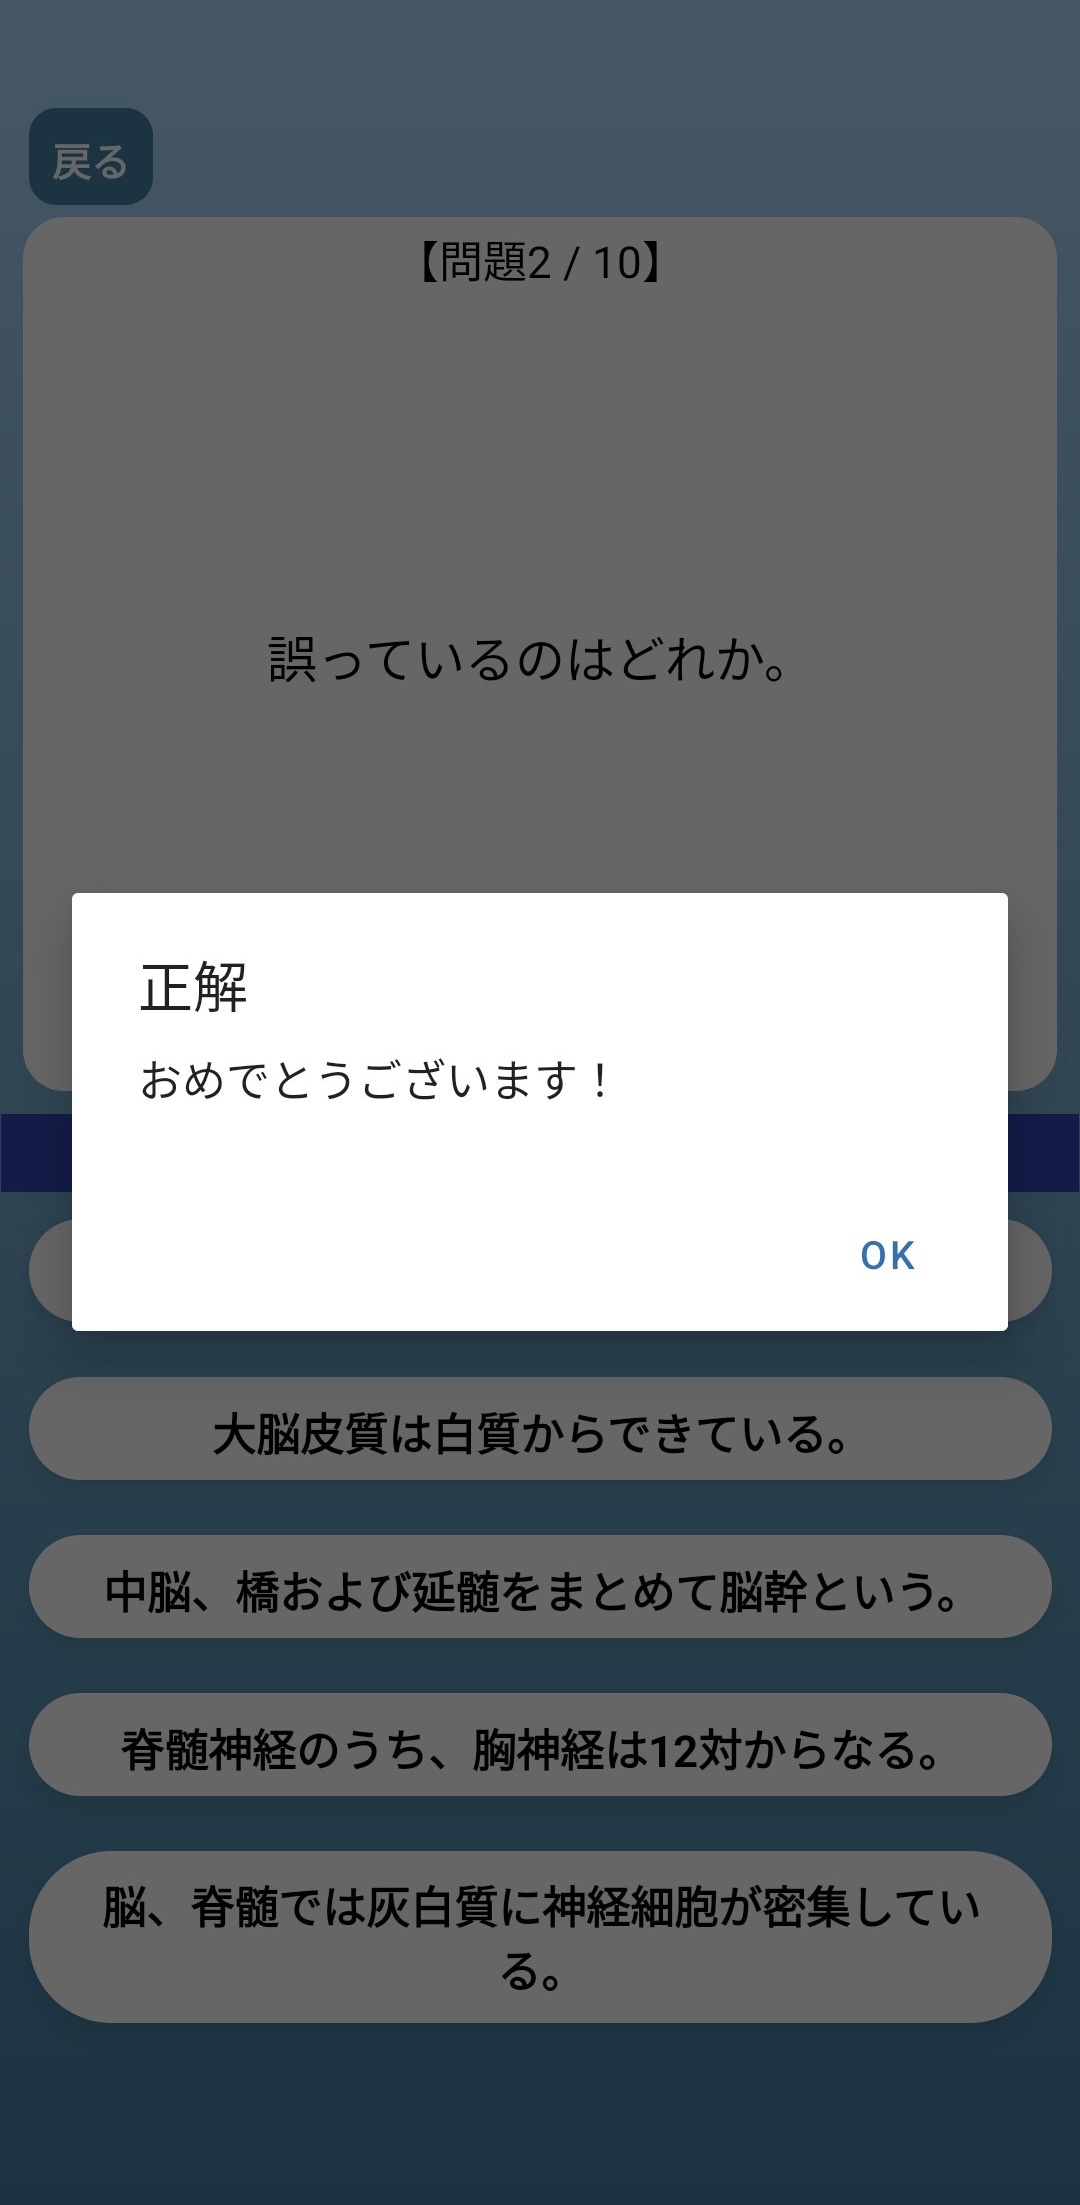 戻る
【問題2 / 10】
誤っているのはどれか。
正解
おめでとうございます！
OK
大脳皮質は白質からできている。
中脳、橋および延髄をまとめて脳幹という。
脊髄神経のうち、胸神経は12対からなる。
脳、脊髄では灰白質に神経細胞が密集してい
る。